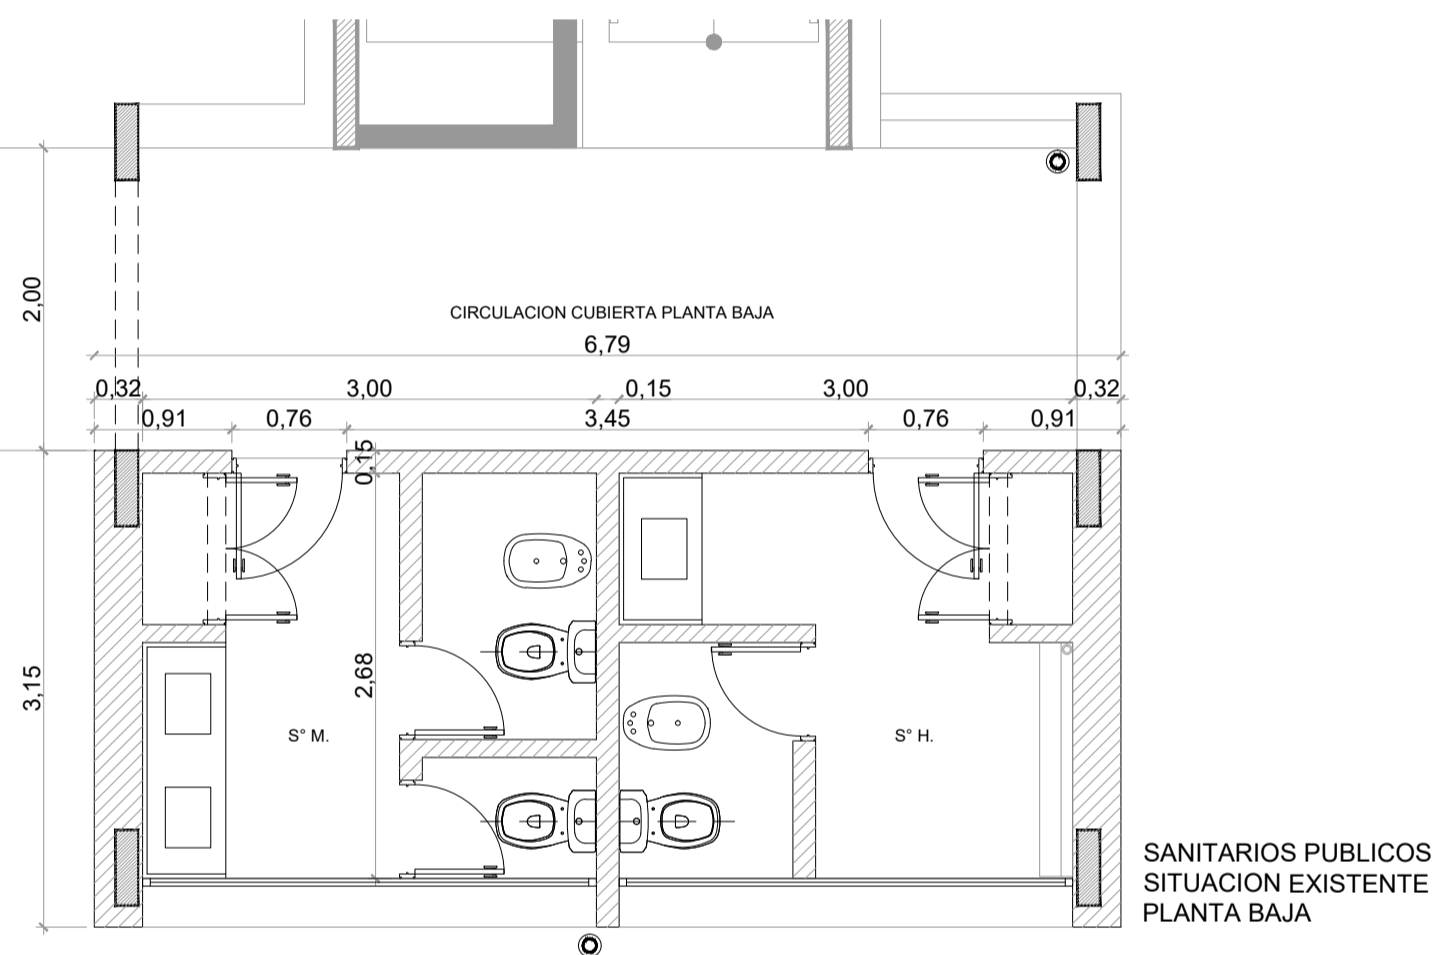 2,00
CIRCULACION CUBIERTA PLANTA BAJA
6,79
0,32 3,00 0,15 3,00 0,32
0,91 0,76 3,45 0,76 0,91
0,15
3,15
2,68
S° M.
S° H.
SANITARIOS PUBLICOS
SITUACION EXISTENTE
PLANTA BAJA